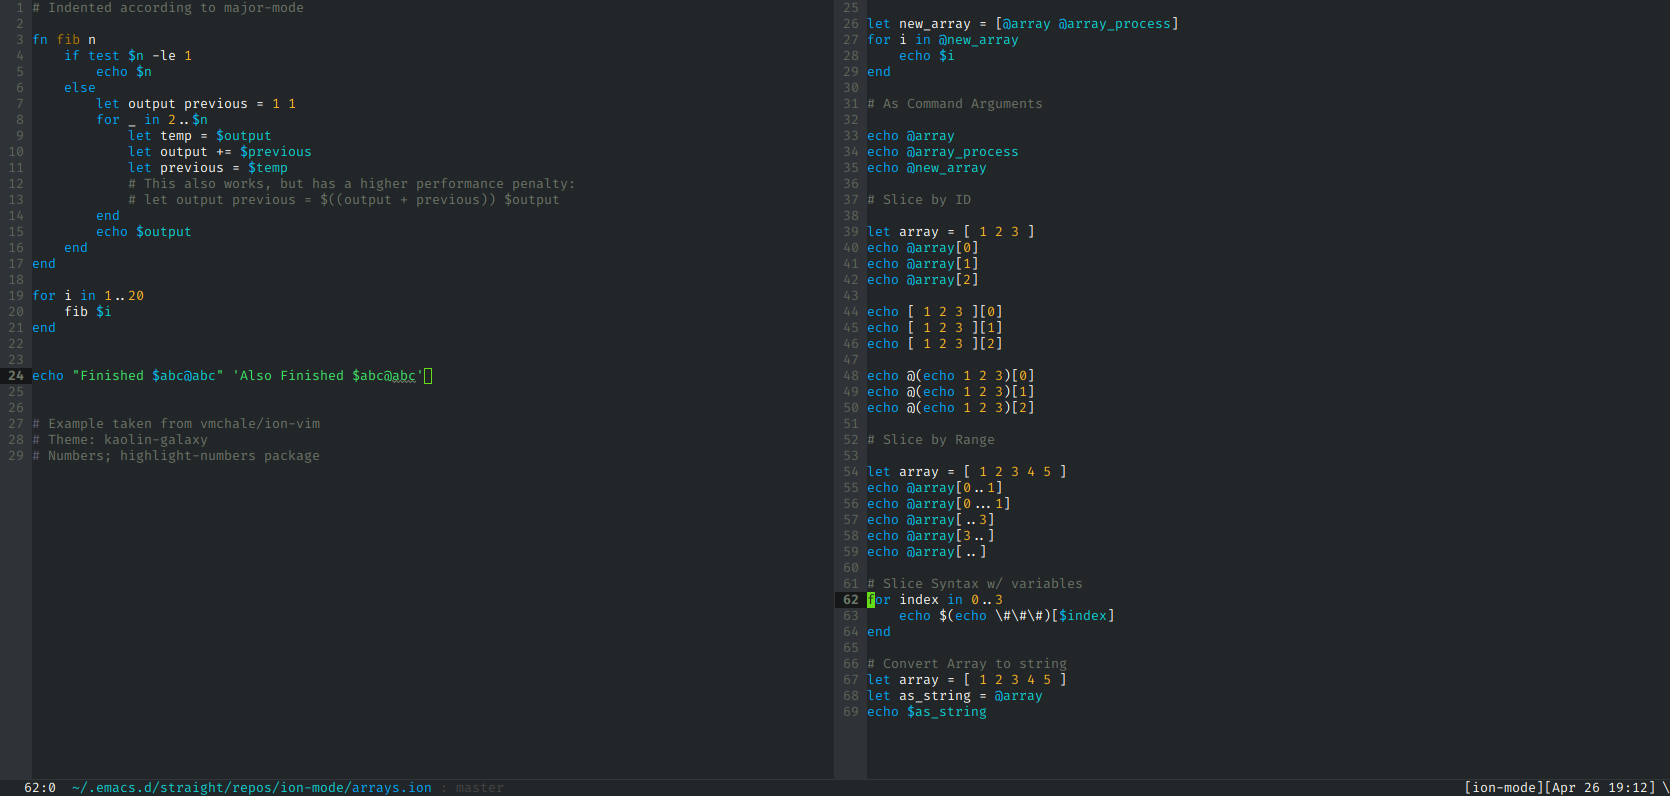 1 # Indented according to major-mode
2
3 fn fib n
4     if test $n -le 1
5         echo $n
6     else
7         let output previous = 1 1
8         for _ in 2..$n
9             let temp = $output
10             let output += $previous
11             let previous = $temp
12             # This also works, but has a higher performance penalty:
13             # let output previous = $((output + previous)) $output
14         end
15         echo $output
16     end
17 end
18
19 for i in 1..20
20     fib $i
21 end
22
23
24 echo "Finished $abc@abc" 'Also Finished $abc@abc'
25
26
27 # Example taken from vmchale/ion-vim
28 # Theme: kaolin-galaxy
29 # Numbers; highlight-numbers package
25
26 let new_array = [@array @array_process]
27 for i in @new_array
28     echo $i
29 end
30
31 # As Command Arguments
32
33 echo @array
34 echo @array_process
35 echo @new_array
36
37 # Slice by ID
38
39 let array = [ 1 2 3 ]
40 echo @array[0]
41 echo @array[1]
42 echo @array[2]
43
44 echo [ 1 2 3 ][0]
45 echo [ 1 2 3 ][1]
46 echo [ 1 2 3 ][2]
47
48 echo @(echo 1 2 3)[0]
49 echo @(echo 1 2 3)[1]
50 echo @(echo 1 2 3)[2]
51
52 # Slice by Range
53
54 let array = [ 1 2 3 4 5 ]
55 echo @array[0..1]
56 echo @array[0...1]
57 echo @array[..3]
58 echo @array[3..]
59 echo @array[..]
60
61 # Slice Syntax w/ variables
62 for index in 0..3
63     echo $(echo \#\#\#)[$index]
64 end
65
66 # Convert Array to string
67 let array = [ 1 2 3 4 5 ]
68 let as_string = @array
69 echo $as_string
62:0 ~/.emacs.d/straight/repos/ion-mode/arrays.ion : master [ion-mode][Apr 26 19:12] \